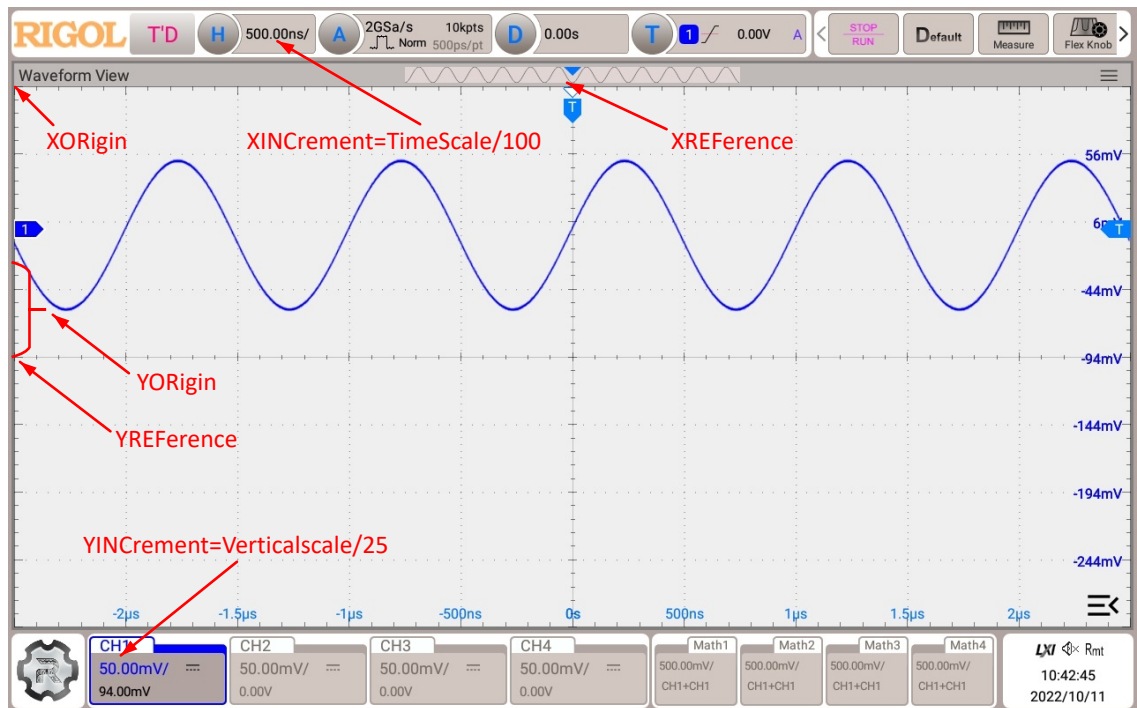 RIGOL T'D H 500.00ns/ A 2GSa/s 10kpts Norm 500ps/pt D 0.00s T 1 0.00V A < STOP RUN Default Measure Flex Knob >
Waveform View
T
XORigin XINCrement=TimeScale/100 XREFerence
56mV
1 T
-44mV
-94mV
YORigin
YREFerence
-144mV
-194mV
YINCrement=Verticalscale/25
-244mV
-2µs -1.5µs -1µs -500ns 0s 500ns 1µs 1.5µs 2µs
CH1 CH2 CH3 CH4 Math1 Math2 Math3 Math4
50.00mV/ 50.00mV/ 50.00mV/ 50.00mV/ 500.00mV/ 500.00mV/ 500.00mV/ 500.00mV/
94.00mV 0.00V 0.00V 0.00V CH1+CH1 CH1+CH1 CH1+CH1 CH1+CH1
R
LXI Rmt
10:42:45
2022/10/11